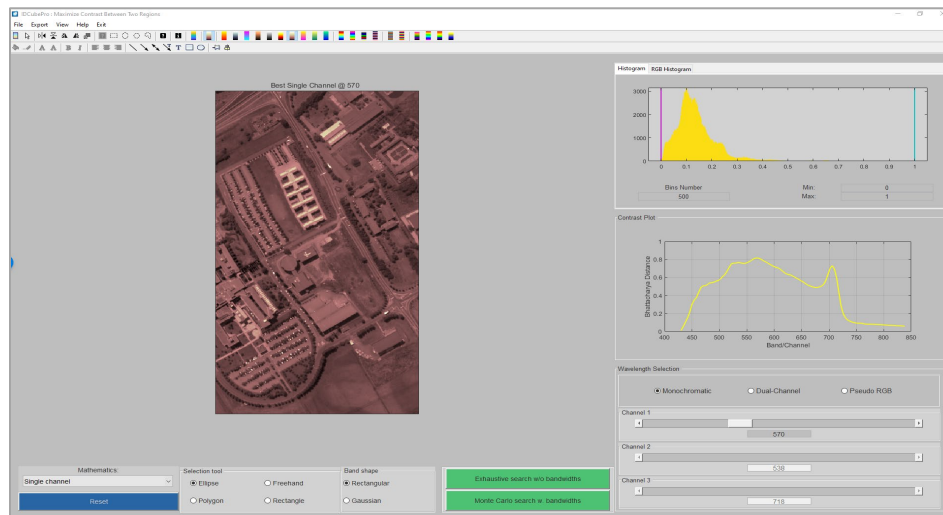 IDCubePro : Maximize Contrast Between Two Regions
File Export View Help Exit
Best Single Channel @ 570
Histogram RGB Histogram
3000
2000
1000
0
0 0.1 0.2 0.3 0.4 0.5 0.6 0.7 0.8 0.9 1
Bins Number
500
Min: 0
Max: 1
Contrast Plot
1
0.8
0.6
0.4
0.2
0
Bhattacharya Distance
400 450 500 550 600 650 700 750 800 850
Band/Channel
Wavelength Selection
Monochromatic Dual-Channel Pseudo RGB
Channel 1
570
Channel 2
538
Channel 3
718
Mathematics
Single channel
Reset
Selection tool
Ellipse Freehand
Polygon Rectangle
Band shape
Rectangular
Gaussian
Exhaustive search w/o bandwidths
Monte Carlo search w. bandwidths